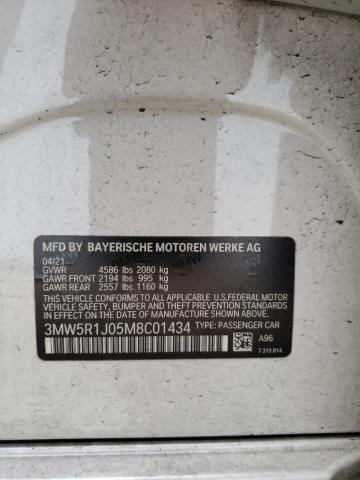 MFD BY BAYERISCHE MOTOREN WERKE AG
04/21
GVWR 4586 lbs 2080 kg
GAWR FRONT 2194 lbs 995 kg
GAWR REAR 2557 lbs 1160 kg
THIS VEHICLE CONFORMS TO ALL APPLICABLE FEDERAL MOTOR
VEHICLE SAFETY, BUMPER, AND THEFT PREVENTION STANDARDS
IN EFFECT ON THE DATE OF MANUFACTURE SHOWN ABOVE.
3MW5R1J05M8C01434 TYPE: PASSENGER CAR
A96
7 315 814